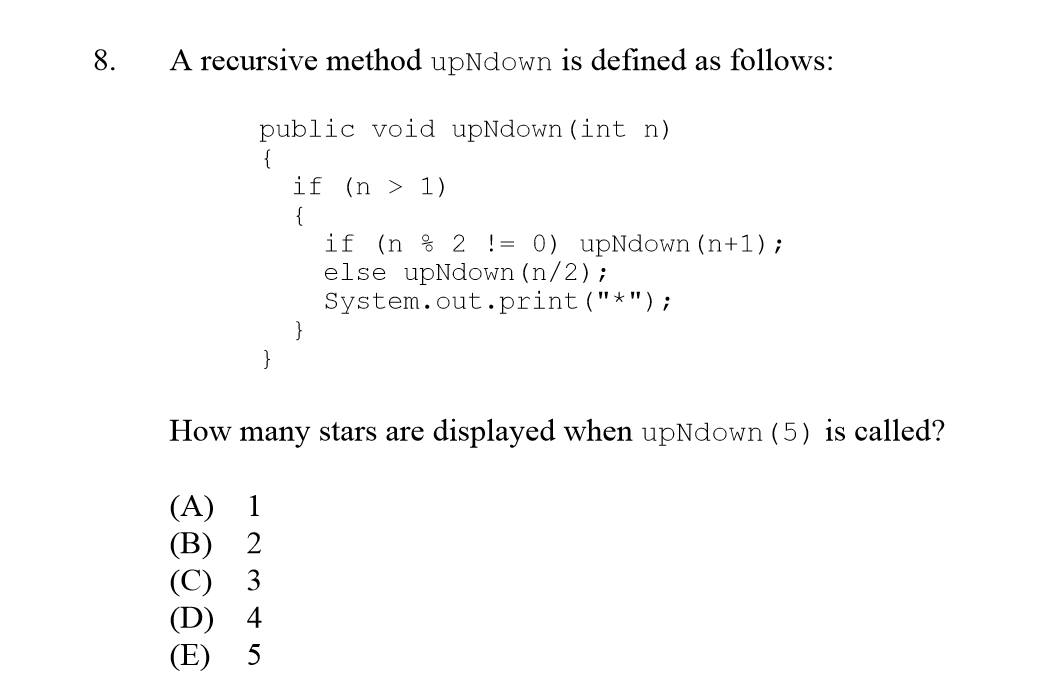 8. A recursive method upNdown is defined as follows:
public void upNdown(int n)
{
if (n > 1)
{
if (n % 2 != 0) upNdown(n+1);
else upNdown(n/2);
System.out.print("*");
}
}
How many stars are displayed when upNdown(5) is called?
(A) 1
(B) 2
(C) 3
(D) 4
(E) 5